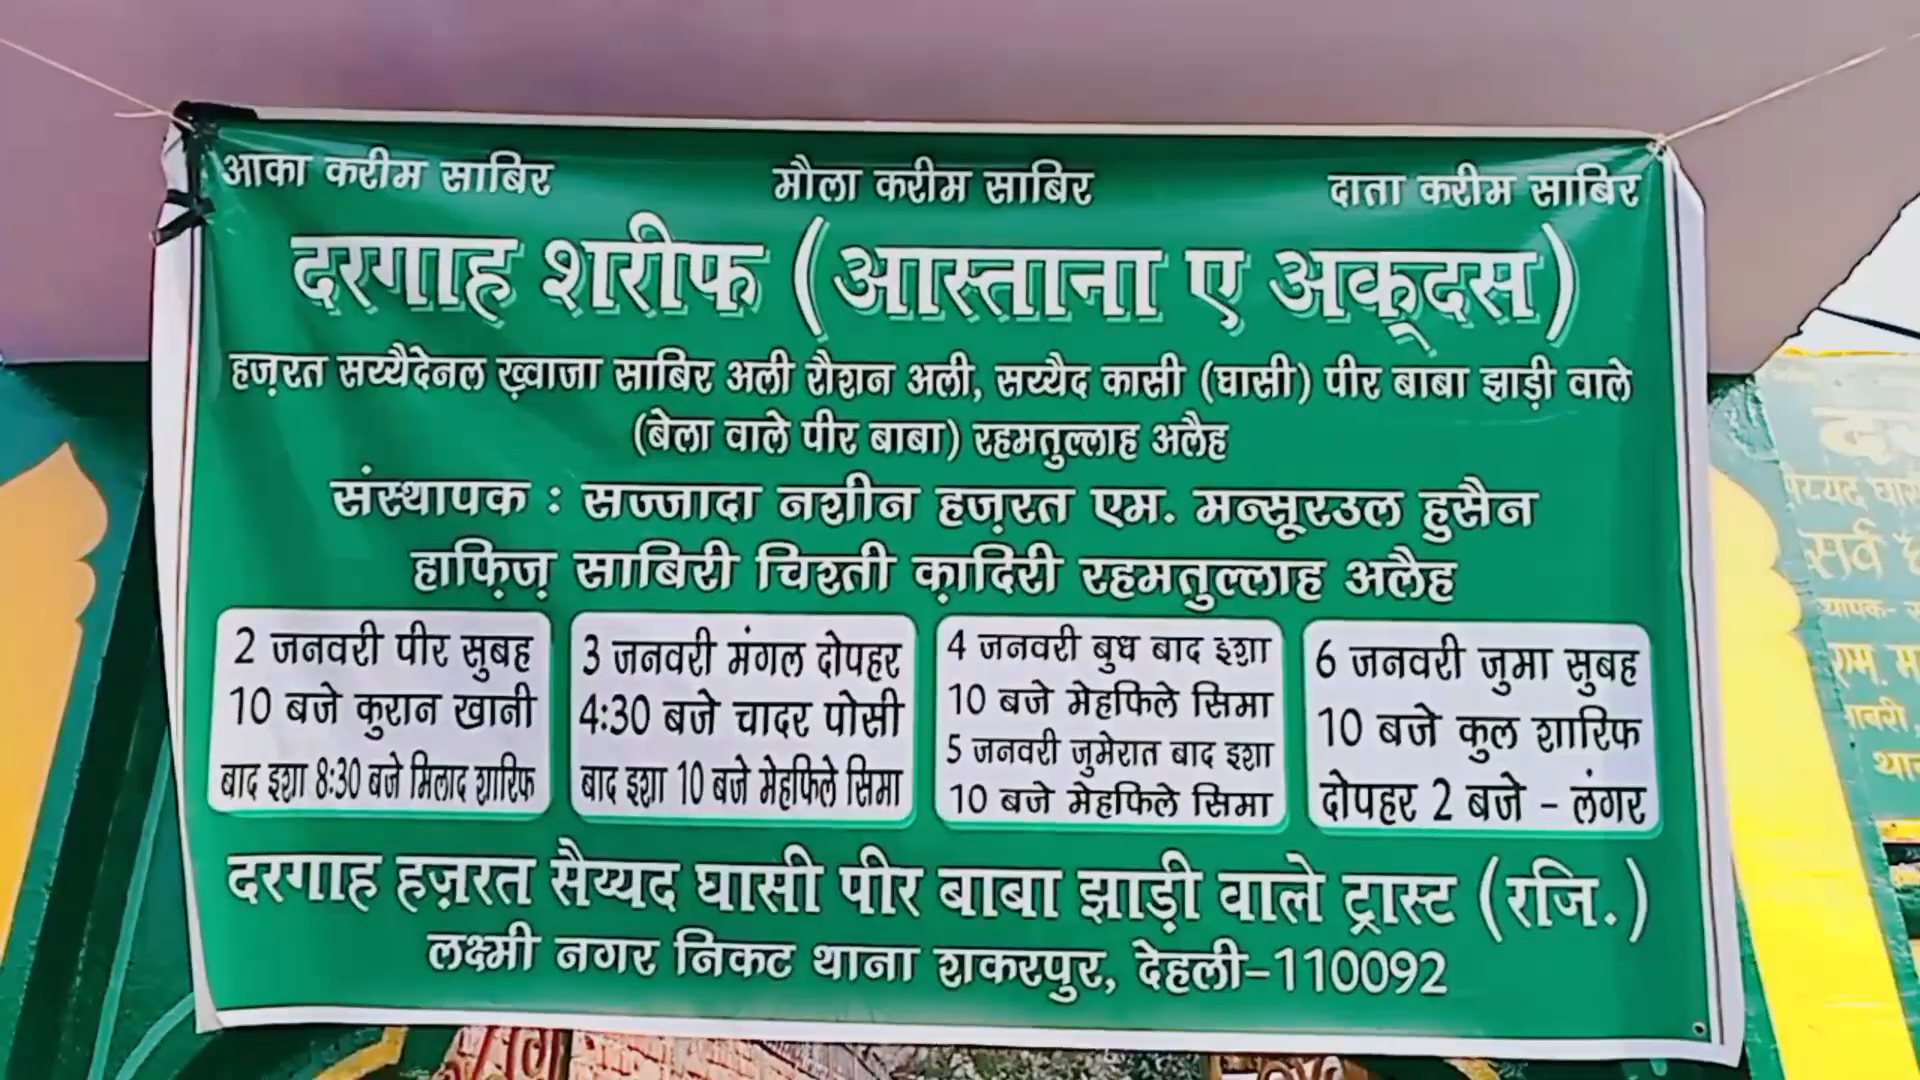 आका करीम साबिर मौला करीम साबिर दाता करीम साबिर
दरगाह शरीफ (आस्ताना ए अक्दस)
हज़रत सय्यैदेनल ख़्वाजा साबिर अली रौशन अली, सय्यैद कासी (घासी) पीर बाबा झाड़ी वाले
(बेला वाले पीर बाबा) रहमतुल्लाह अलैह
संस्थापक : सज्जादा नशीन हज़रत एम. मन्सूरउल हुसैन
हाफ़िज़ साबिरी चिश्ती क़ादिरी रहमतुल्लाह अलैह
2 जनवरी पीर सुबह
10 बजे कुरान खानी
बाद इशा 8:30 बजे मिलाद शारिफ
3 जनवरी मंगल दोपहर
4:30 बजे चादर पोसी
बाद इशा 10 बजे मेहफिले सिमा
4 जनवरी बुध बाद इशा
10 बजे मेहफिले सिमा
5 जनवरी जुमेरात बाद इशा
10 बजे मेहफिले सिमा
6 जनवरी जुमा सुबह
10 बजे कुल शारिफ
दोपहर 2 बजे - लंगर
दरगाह हज़रत सैय्यद घासी पीर बाबा झाड़ी वाले ट्रास्ट (रजि.)
लक्ष्मी नगर निकट थाना शकरपुर, देहली-110092
सर्व
एम.